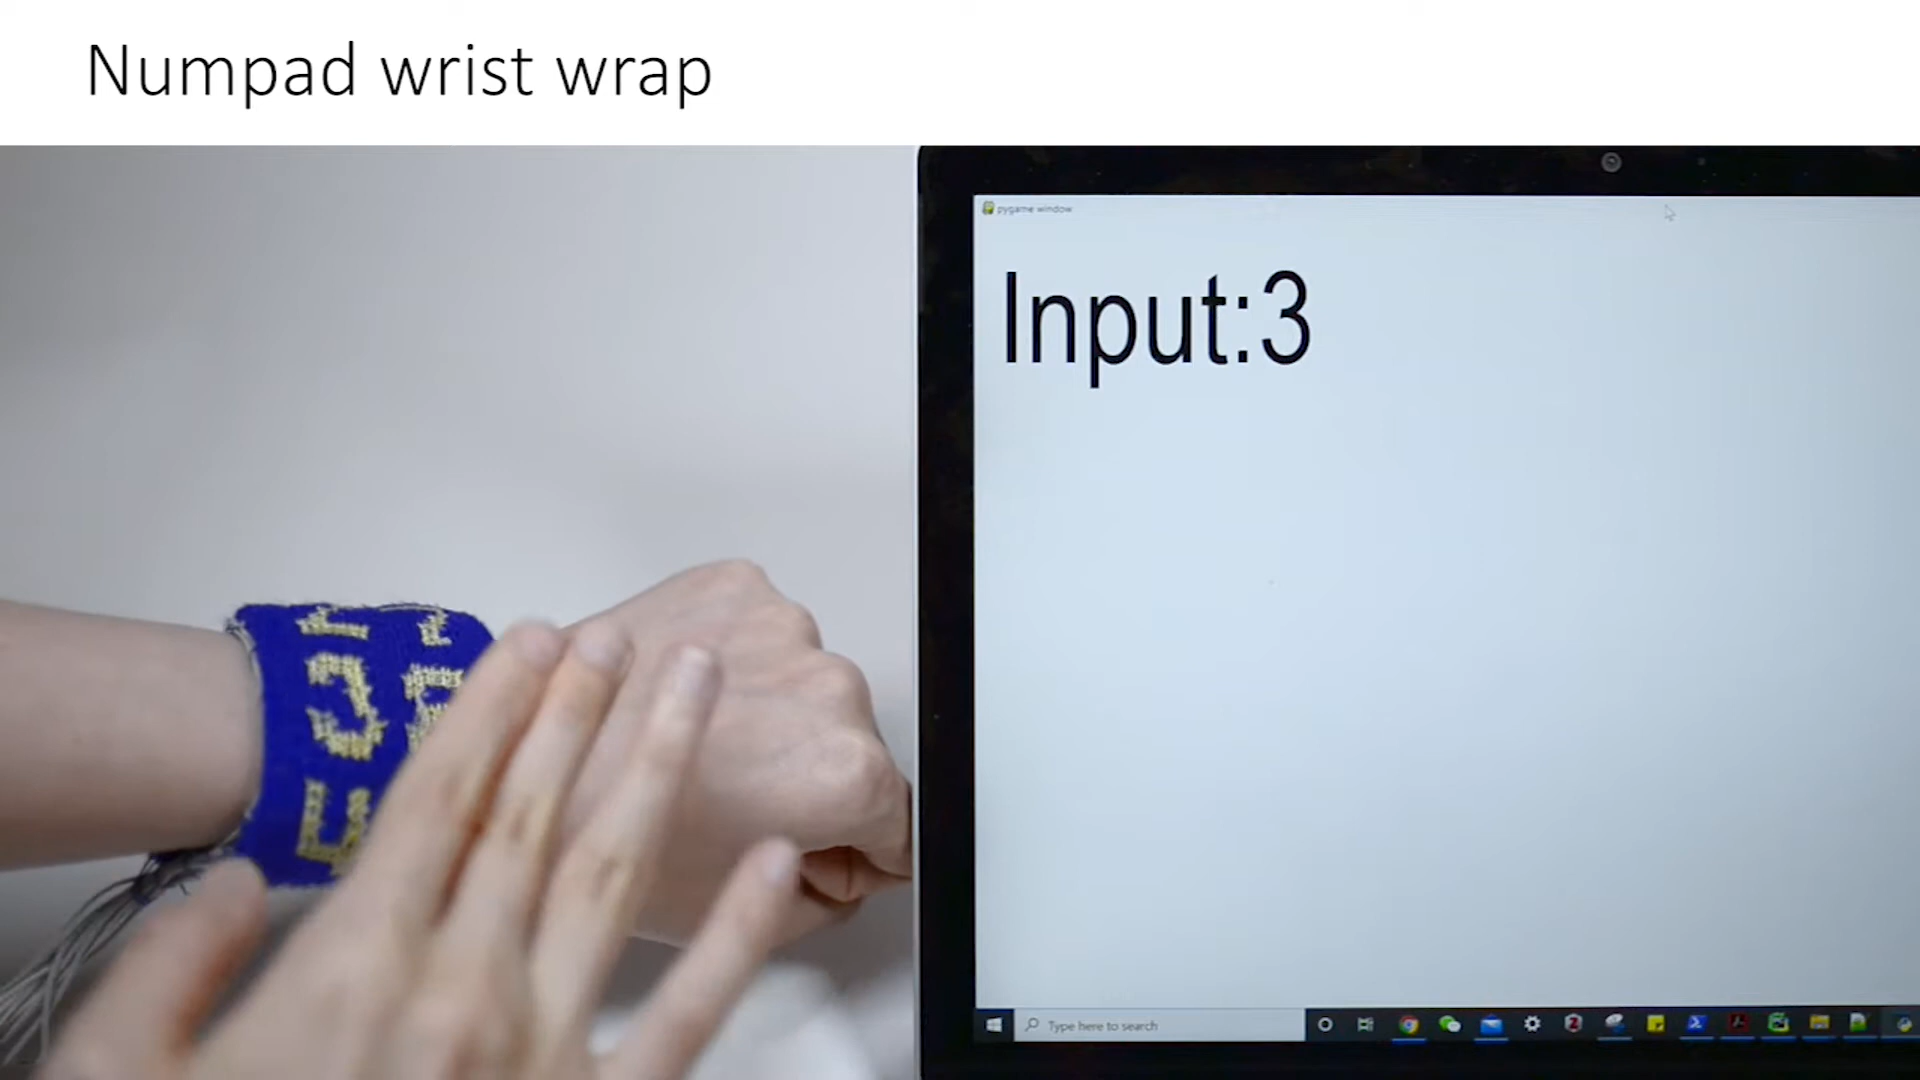 Numpad wrist wrap
pygame window
Input:3
Type here to search